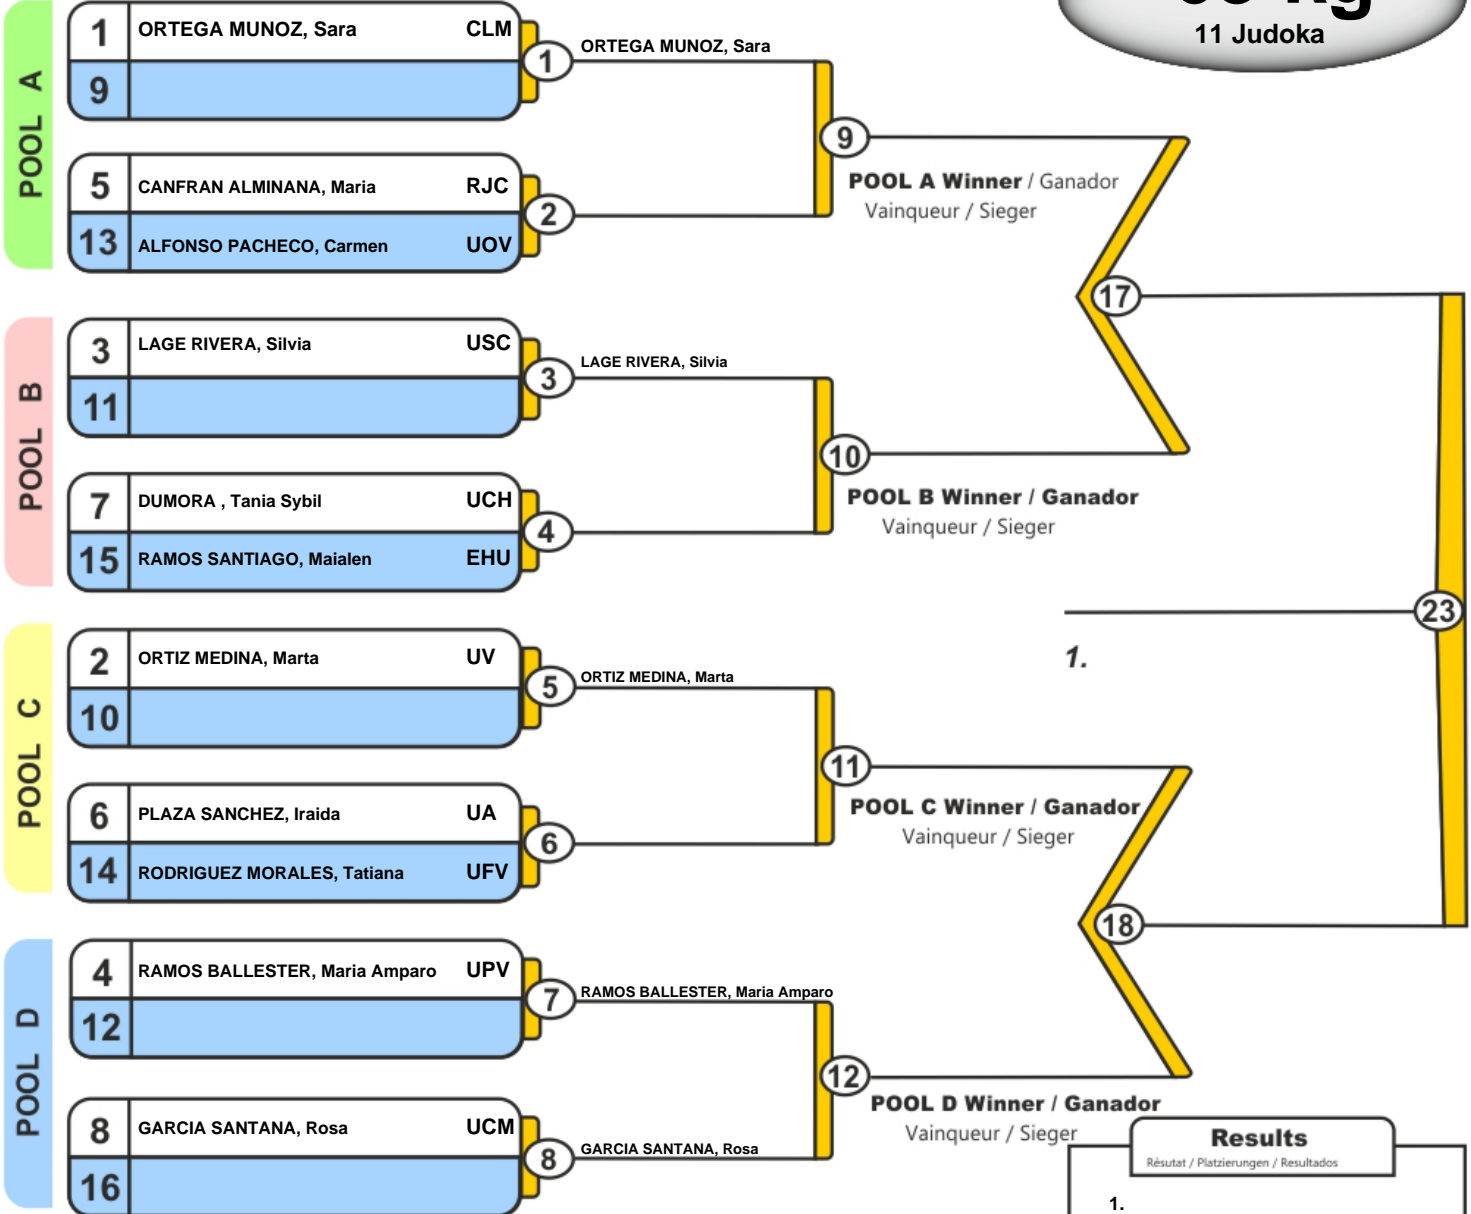 kg
11 Judoka
POOL A
1 ORTEGA MUNOZ, Sara CLM
9
1
ORTEGA MUNOZ, Sara
5 CANFRAN ALMINANA, Maria RJC
13 ALFONSO PACHECO, Carmen UOV
2
9
POOL A Winner / Ganador
Vainqueur / Sieger
POOL B
3 LAGE RIVERA, Silvia USC
11
3
LAGE RIVERA, Silvia
7 DUMORA , Tania Sybil UCH
15 RAMOS SANTIAGO, Maialen EHU
4
10
POOL B Winner / Ganador
Vainqueur / Sieger
17
23
1.
POOL C
2 ORTIZ MEDINA, Marta UV
10
5
ORTIZ MEDINA, Marta
6 PLAZA SANCHEZ, Iraida UA
14 RODRIGUEZ MORALES, Tatiana UFV
6
11
POOL C Winner / Ganador
Vainqueur / Sieger
18
POOL D
4 RAMOS BALLESTER, Maria Amparo UPV
12
7
RAMOS BALLESTER, Maria Amparo
8 GARCIA SANTANA, Rosa UCM
16
8
GARCIA SANTANA, Rosa
12
POOL D Winner / Ganador
Vainqueur / Sieger
Results
Résutat / Platzierungen / Resultados
1.